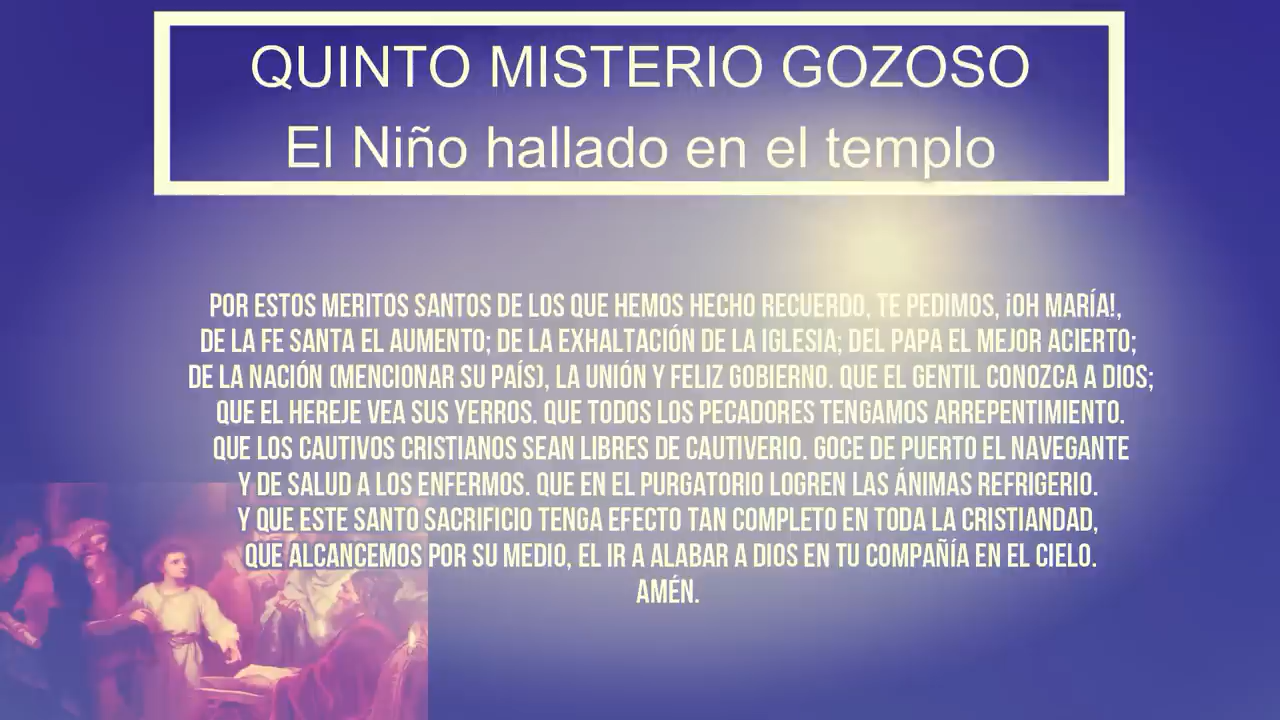 QUINTO MISTERIO GOZOSO
El Niño hallado en el templo
POR ESTOS MERITOS SANTOS DE LOS QUE HEMOS HECHO RECUERDO, TE PEDIMOS, ¡OH MARÍA!,
DE LA FE SANTA EL AUMENTO; DE LA EXHALTACIÓN DE LA IGLESIA; DEL PAPA EL MEJOR ACIERTO;
DE LA NACIÓN (MENCIONAR SU PAÍS), LA UNIÓN Y FELIZ GOBIERNO. QUE EL GENTIL CONOZCA A DIOS;
QUE EL HEREJE VEA SUS YERROS. QUE TODOS LOS PECADORES TENGAMOS ARREPENTIMIENTO.
QUE LOS CAUTIVOS CRISTIANOS SEAN LIBRES DE CAUTIVERIO. GOCE DE PUERTO EL NAVEGANTE
Y DE SALUD A LOS ENFERMOS. QUE EN EL PURGATORIO LOGREN LAS ÁNIMAS REFRIGERIO.
Y QUE ESTE SANTO SACRIFICIO TENGA EFECTO TAN COMPLETO EN TODA LA CRISTIANDAD,
QUE ALCANCEMOS POR SU MEDIO, EL IR A ALABAR A DIOS EN TU COMPAÑÍA EN EL CIELO.
AMÉN.